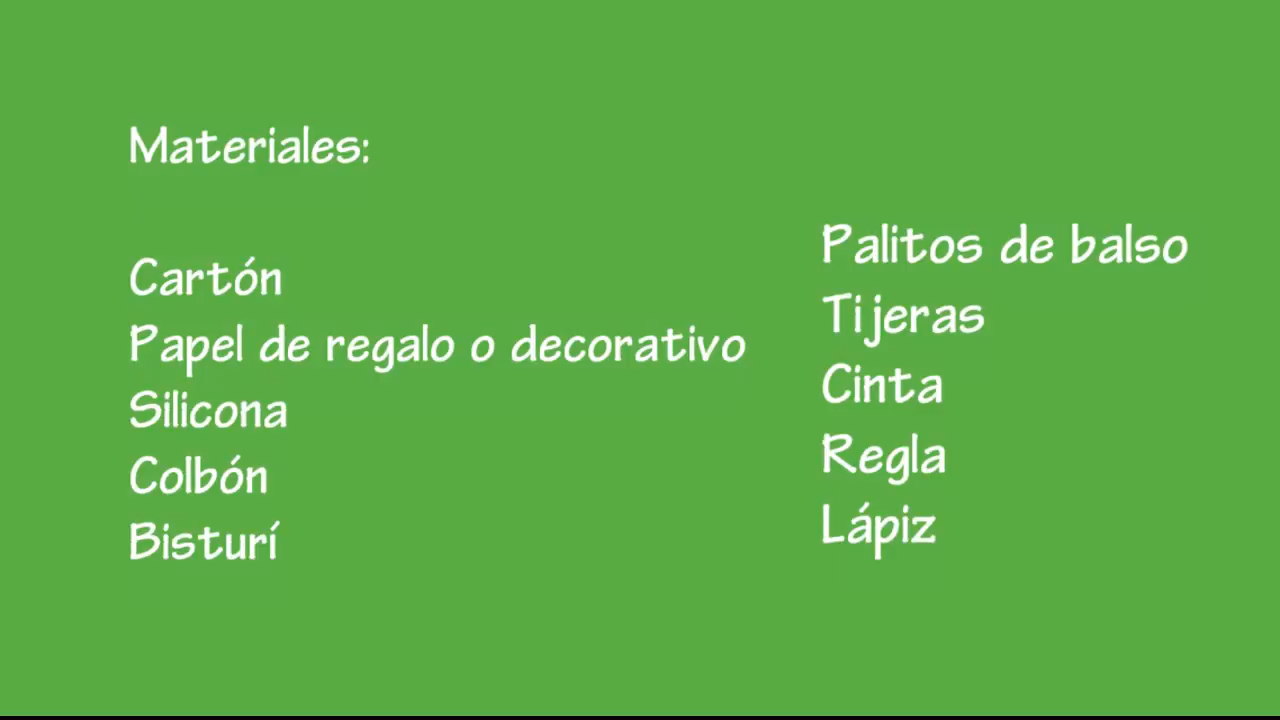 Materiales:
Cartón
Papel de regalo o decorativo
Silicona
Colbón
Bisturí
Palitos de balso
Tijeras
Cinta
Regla
Lápiz